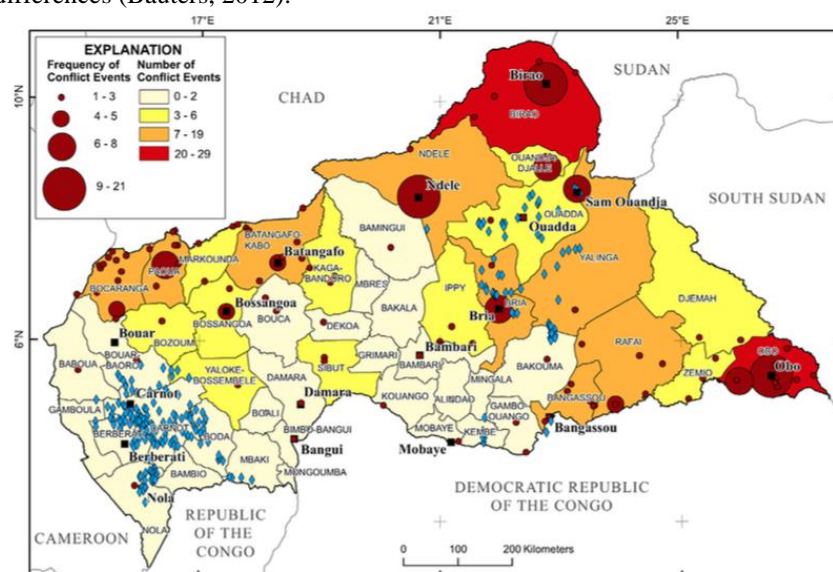 differences (Bauters, 2012).
17°E
21°E
25°E
EXPLANATION
Frequency of
Conflict Events
Number of
Conflict Events
1 - 3
4 - 5
6 - 8
9 - 21
0 - 2
3 - 6
7 - 19
20 - 29
10°N
6°N
CHAD
SUDAN
SOUTH SUDAN
Birao
BIRAO
NDELE
Ndele
OUANDA-
DJALLE
Sam Ouandja
OUADDA
Ouadda
BAMINGUI
YALINGA
BATANGAFO-
KABO
Batangafo
MARKOUNDA
PAOUA
BOCARANGA
KAGA-
BANDORO
MBRES
IPPY
DJEMAH
Bossangoa
BOSSANGOA
BOUCA
BAKALA
Bria
BRIA
DEKOA
Bouar
BOUAR-
BAORO
BOZOUM
BABOUA
YALOKE-
BOSSEMBELE
SIBUT
GRIMARI
Bambari
BAMBARI
BAKOUMA
RAFAI
ZEMIO
OBO
Obo
DAMARA
Damara
KOUANGO
ALINDAO
MINGALA
BANGASSOU
Bangassou
GAMBO-
OUANGO
GAMBOULA
Carnot
CARNOT
BERBERATI
Berberati
BODA
BOALI
BIMBO-BANGUI
Bangui
MOBAYE
Mobaye
KEMBE
BAMBIO
MBAKI
MONGOUMBA
Nola
NOLA
CAMEROON
REPUBLIC
OF THE
CONGO
DEMOCRATIC REPUBLIC
OF THE CONGO
0 100 200 Kilometers